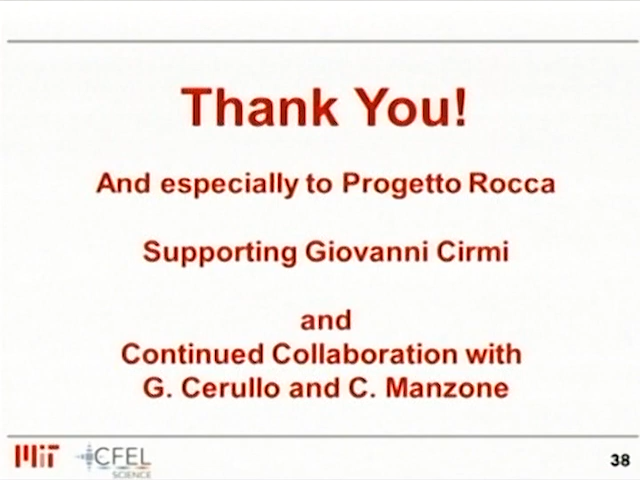 Thank You!
And especially to Progetto Rocca
Supporting Giovanni Cirmi
and
Continued Collaboration with
G. Cerullo and C. Manzone
MIT
CFEL
SCIENCE
38